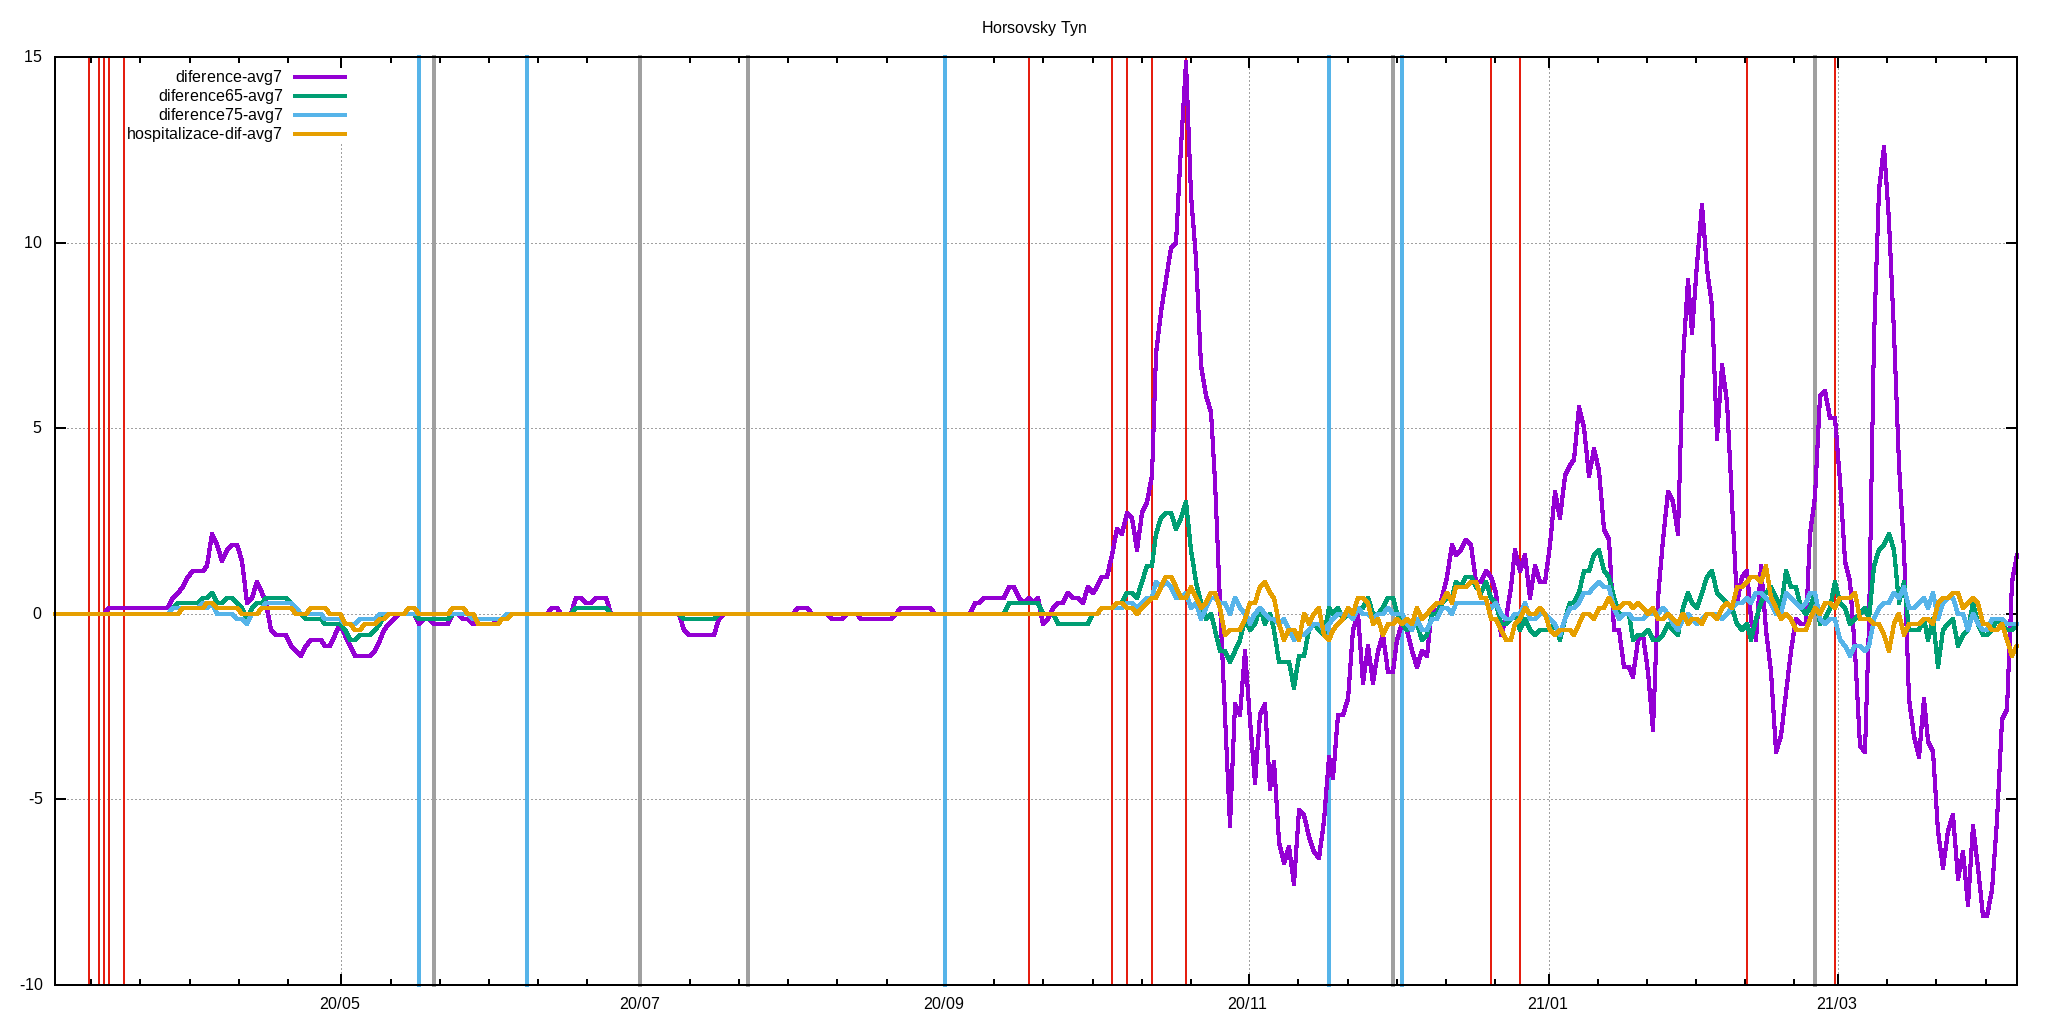 Horsovsky Tyn
15
diference-avg7
diference65-avg7
diference75-avg7
hospitalizace-dif-avg7
10
5
0
-5
-10
20/05 20/07 20/09 20/11 21/01 21/03